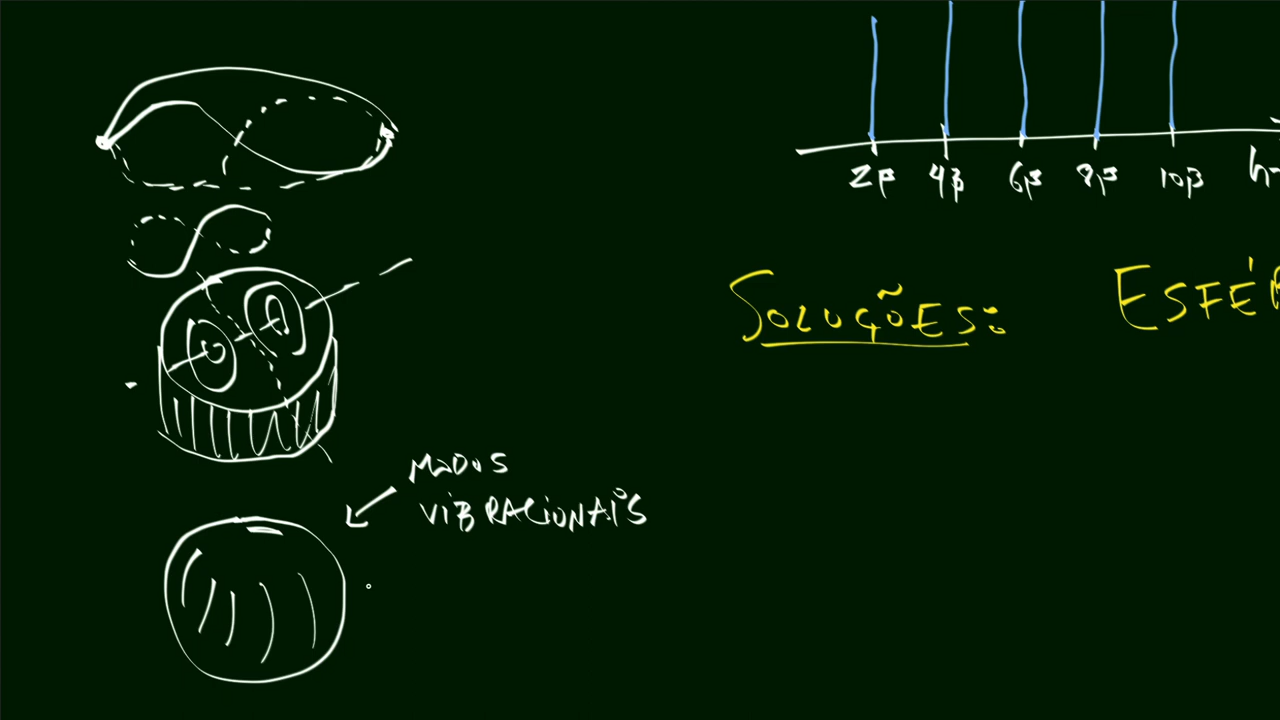 2β 4β 6β 8β 10β
SOLUÇÕES:
MODOS
VIBRACIONAIS